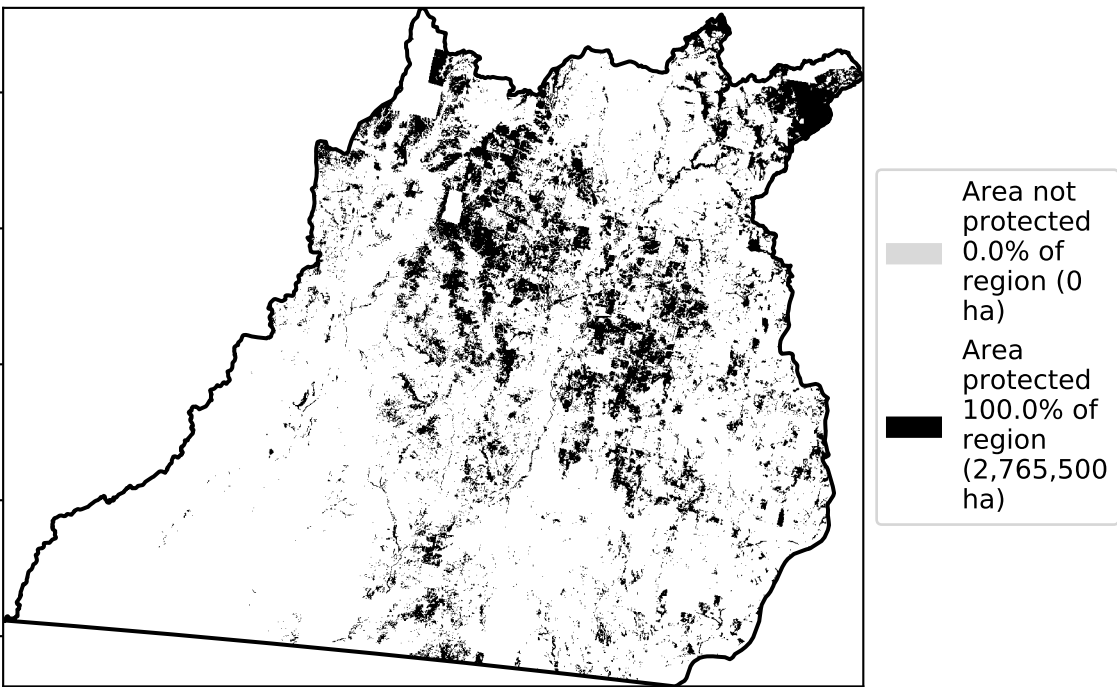 Area not
protected
0.0% of
region (0
ha)
Area
protected
100.0% of
region
(2,765,500
ha)